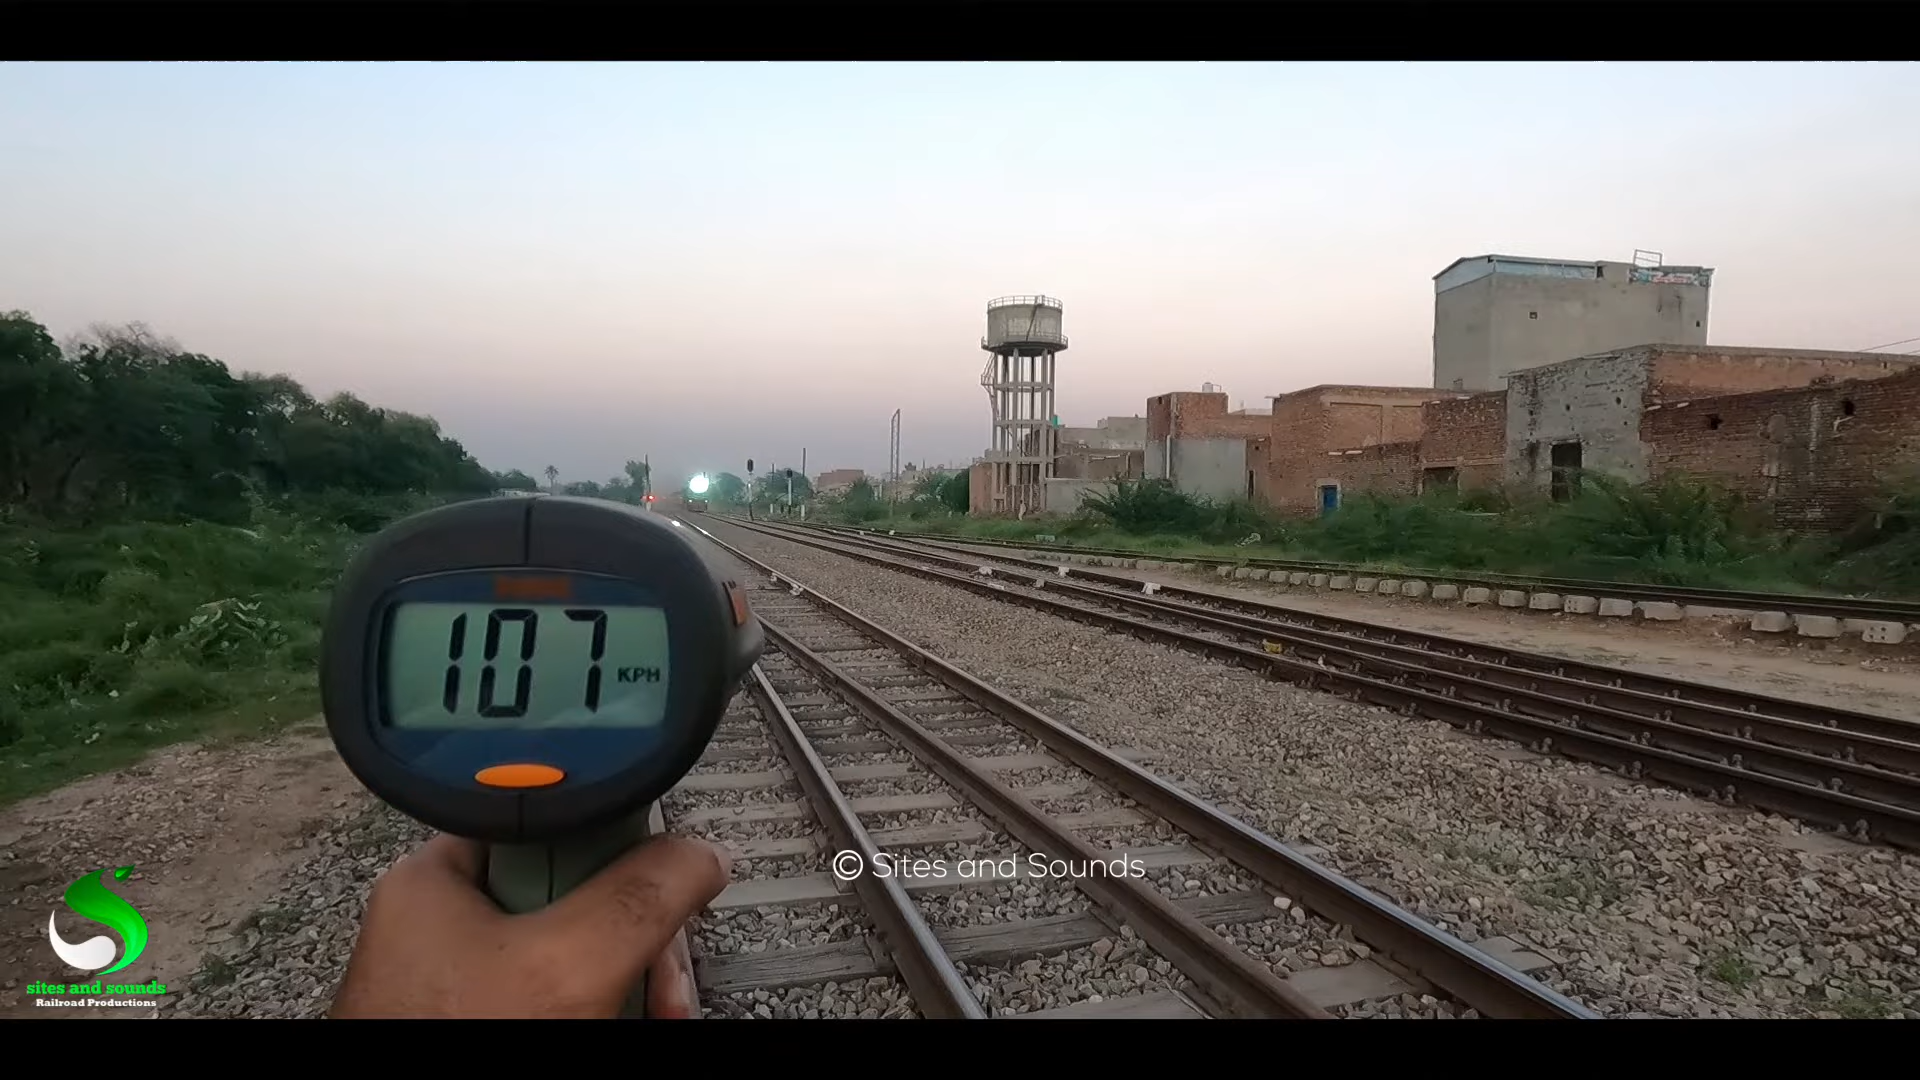 107 KPH
© Sites and Sounds
sites and sounds
Railroad Productions